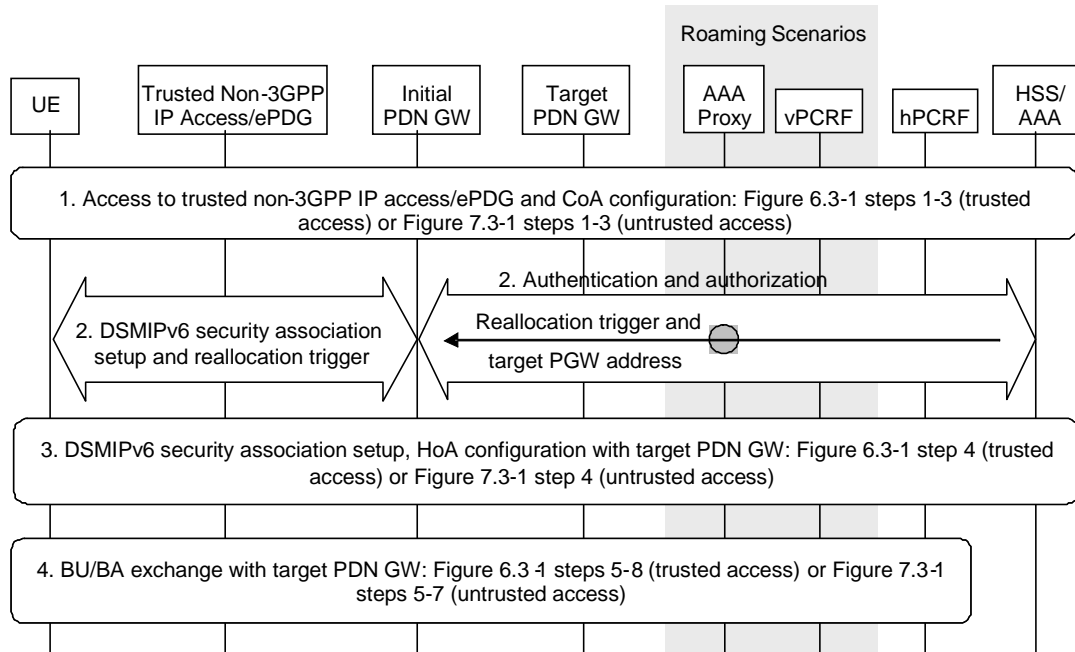 Roaming Scenarios
UE
Trusted Non-3GPP
IP Access/ePDG
Initial
PDN GW
Target
PDN GW
AAA
Proxy
vPCRF
hPCRF
HSS/
AAA
1. Access to trusted non-3GPP IP access/ePDG and CoA configuration: Figure 6.3-1 steps 1-3 (trusted
access) or Figure 7.3-1 steps 1-3 (untrusted access)
2. Authentication and authorization
2. DSMIPv6 security association
setup and reallocation trigger
Reallocation trigger and
target PGW address
3. DSMIPv6 security association setup, HoA configuration with target PDN GW: Figure 6.3-1 step 4 (trusted
access) or Figure 7.3-1 step 4 (untrusted access)
4. BU/BA exchange with target PDN GW: Figure 6.3-1 steps 5-8 (trusted access) or Figure 7.3-1
steps 5-7 (untrusted access)